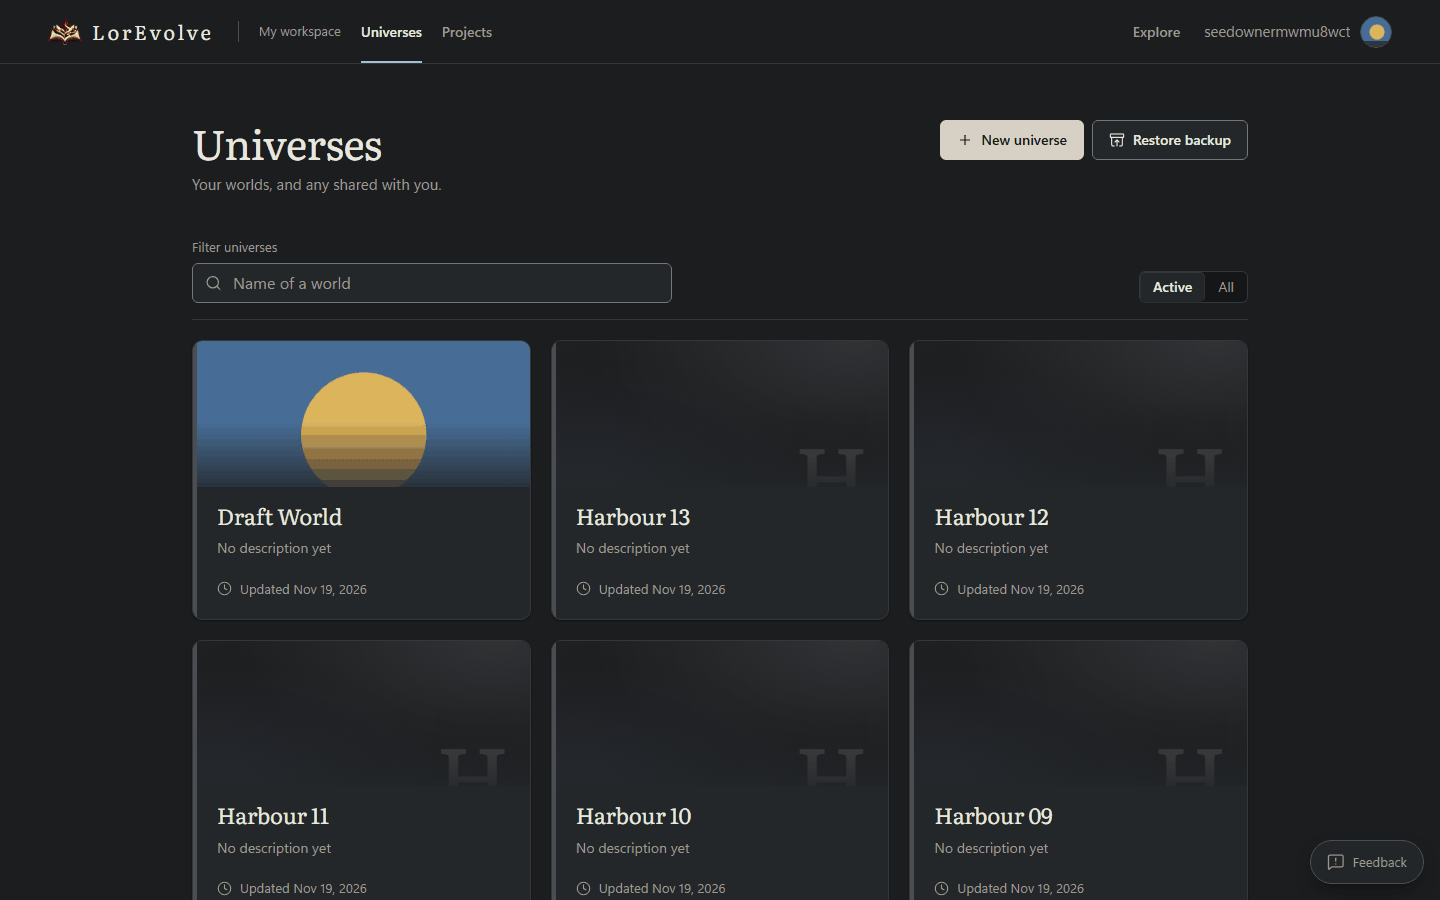 LorEvolve
My workspace
Universes
Projects
Explore
seedownermwmu8wct
Universes
Your worlds, and any shared with you.
New universe
Restore backup
Filter universes
Name of a world
Active
All
Draft World
No description yet
Updated Nov 19, 2026
H
Harbour 13
No description yet
Updated Nov 19, 2026
H
Harbour 12
No description yet
Updated Nov 19, 2026
H
Harbour 11
No description yet
Updated Nov 19, 2026
H
Harbour 10
No description yet
Updated Nov 19, 2026
H
Harbour 09
No description yet
Updated Nov 19, 2026
Feedback